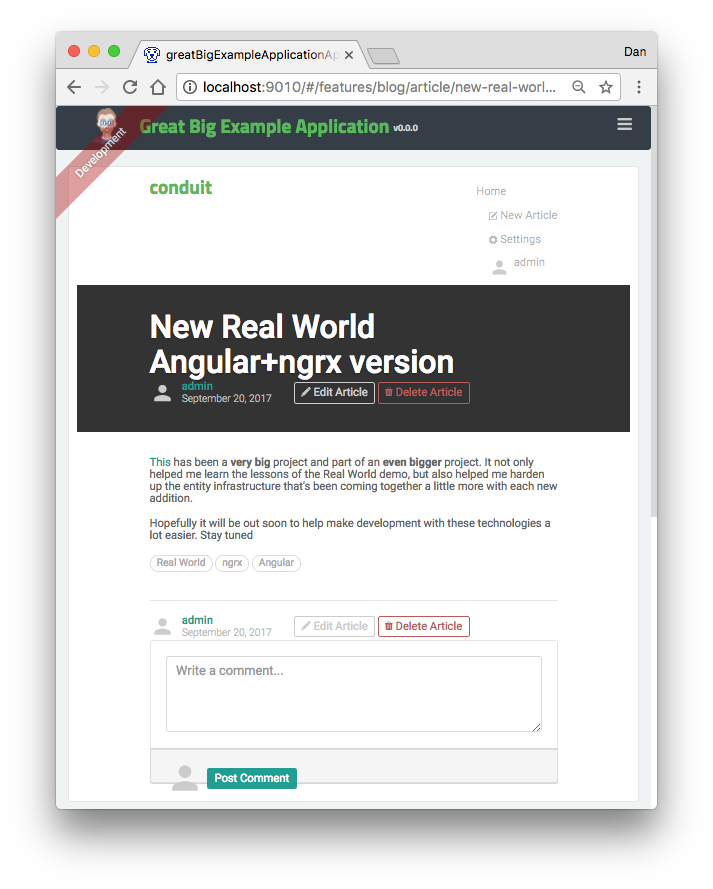 greatBigExampleApplicationAp
Dan
localhost:9010/#/features/blog/article/new-real-worl...
Development
Great Big Example Application v0.0.0
conduit
Home
New Article
Settings
admin
New Real World
Angular+ngrx version
admin
September 20, 2017
Edit Article
Delete Article
This has been a very big project and part of an even bigger project. It not only
helped me learn the lessons of the Real World demo, but also helped me harden
up the entity infrastructure that's been coming together a little more with each new
addition.
Hopefully it will be out soon to help make development with these technologies a
lot easier. Stay tuned
Real World ngrx Angular
admin
September 20, 2017
Edit Article
Delete Article
Write a comment...
Post Comment